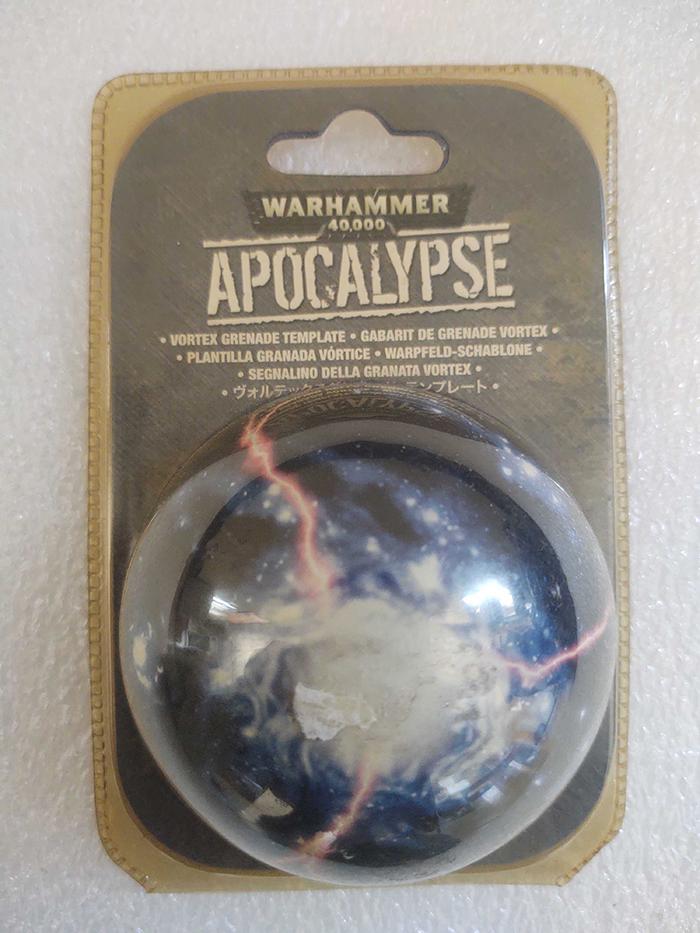 WARHAMMER
40,000
APOCALYPSE
• VORTEX GRENADE TEMPLATE • GABARIT DE GRENADE VORTEX •
• PLANTILLA GRANADA VÓRTICE • WARPFELD-SCHABLONE •
• SEGNALINO DELLA GRANATA VORTEX •